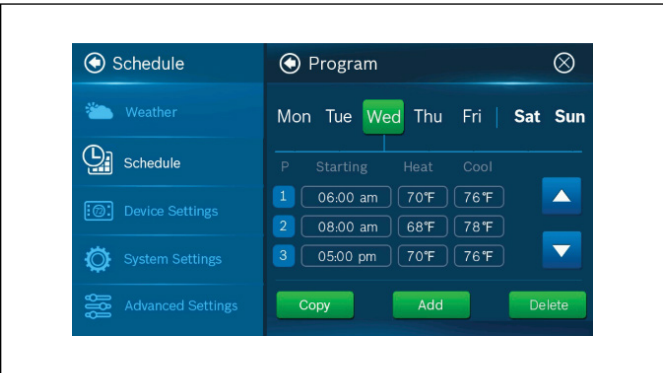 Schedule
Weather
Schedule
Device Settings
System Settings
Advanced Settings
Program
Mon Tue Wed Thu Fri Sat Sun
P Starting Heat Cool
1 06:00 am 70°F 76°F
2 08:00 am 68°F 78°F
3 05:00 pm 70°F 76°F
Copy Add Delete